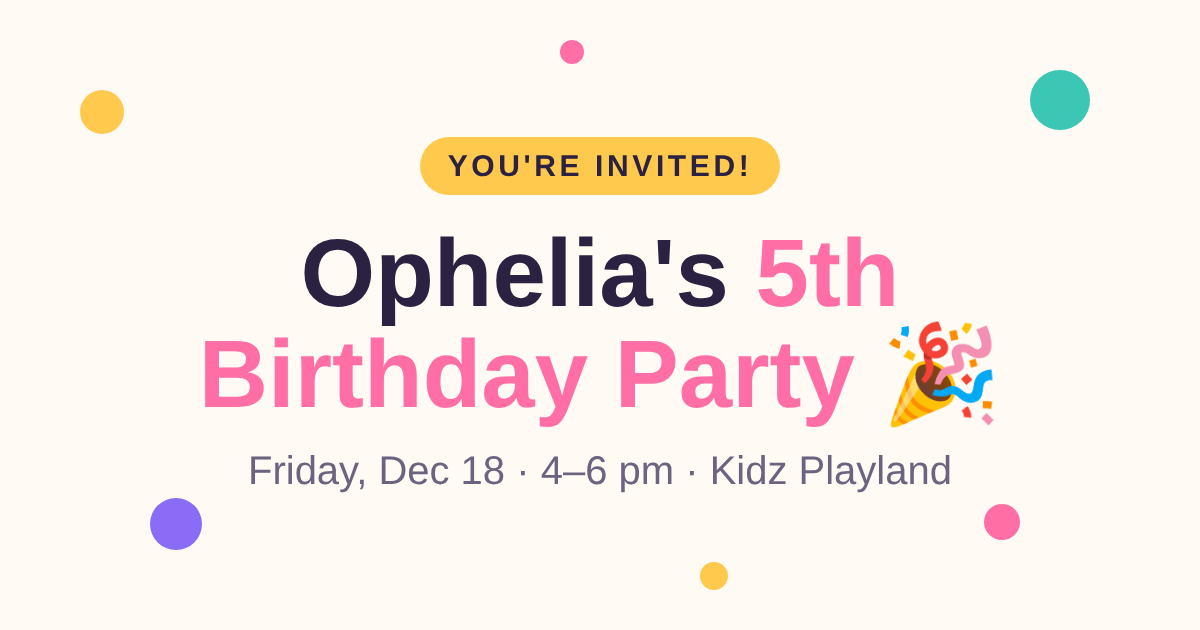 YOU'RE INVITED!
Ophelia's 5th
Birthday Party 🎉
Friday, Dec 18 · 4–6 pm · Kidz Playland